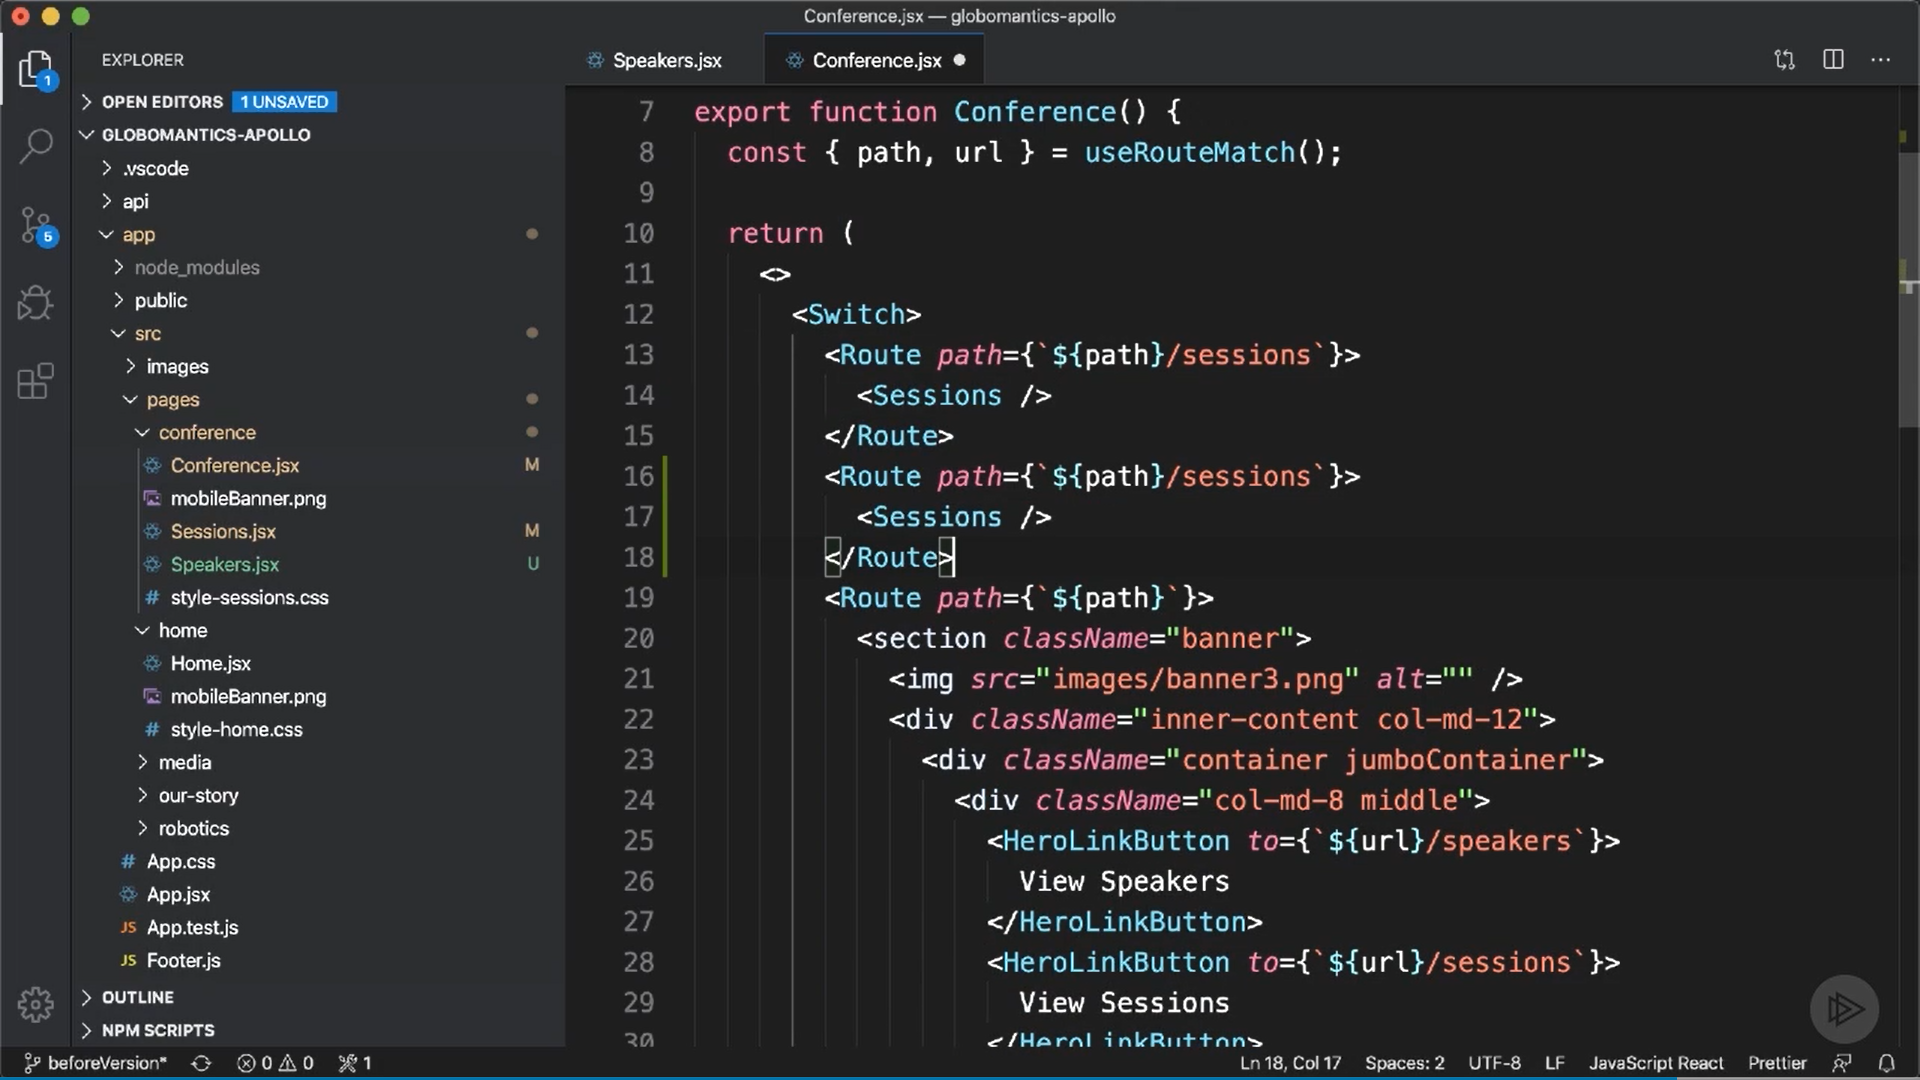 Conference.jsx — globomantics-apollo
EXPLORER
OPEN EDITORS 1 UNSAVED
GLOBOMANTICS-APOLLO
.vscode
api
app
node_modules
public
src
images
pages
conference
Conference.jsx M
mobileBanner.png
Sessions.jsx M
Speakers.jsx U
# style-sessions.css
home
Home.jsx
mobileBanner.png
# style-home.css
media
our-story
robotics
# App.css
App.jsx
JS App.test.js
JS Footer.js
OUTLINE
NPM SCRIPTS
1
5
Speakers.jsx
Conference.jsx
7 export function Conference() {
8 const { path, url } = useRouteMatch();
9
10 return (
11 <>
12 <Switch>
13 <Route path={`${path}/sessions`}>
14 <Sessions />
15 </Route>
16 <Route path={`${path}/sessions`}>
17 <Sessions />
18 </Route>
19 <Route path={`${path}`}>
20 <section className="banner">
21 <img src="images/banner3.png" alt="" />
22 <div className="inner-content col-md-12">
23 <div className="container jumboContainer">
24 <div className="col-md-8 middle">
25 <HeroLinkButton to={`${url}/speakers`}>
26 View Speakers
27 </HeroLinkButton>
28 <HeroLinkButton to={`${url}/sessions`}>
29 View Sessions
30 </HeroLinkButton>
beforeVersion* 0 0 1 Ln 18, Col 17 Spaces: 2 UTF-8 LF JavaScript React Prettier